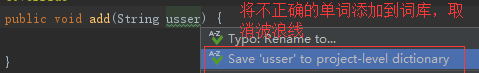 @Override
public void add(String usser) {
将不正确的单词添加到词库，取消波浪线
Typo: Rename to...
Save 'usser' to project-level dictionary
}